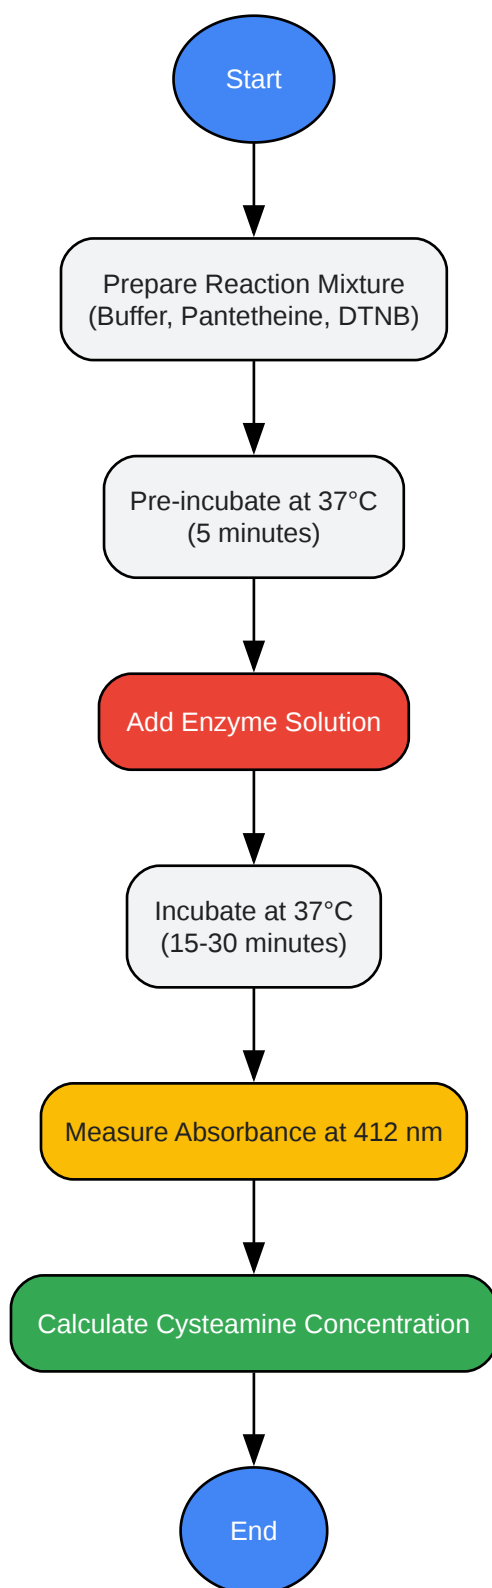 Start
Prepare Reaction Mixture
(Buffer, Pantetheine, DTNB)
Pre-incubate at 37°C
(5 minutes)
Add Enzyme Solution
Incubate at 37°C
(15-30 minutes)
Measure Absorbance at 412 nm
Calculate Cysteamine Concentration
End